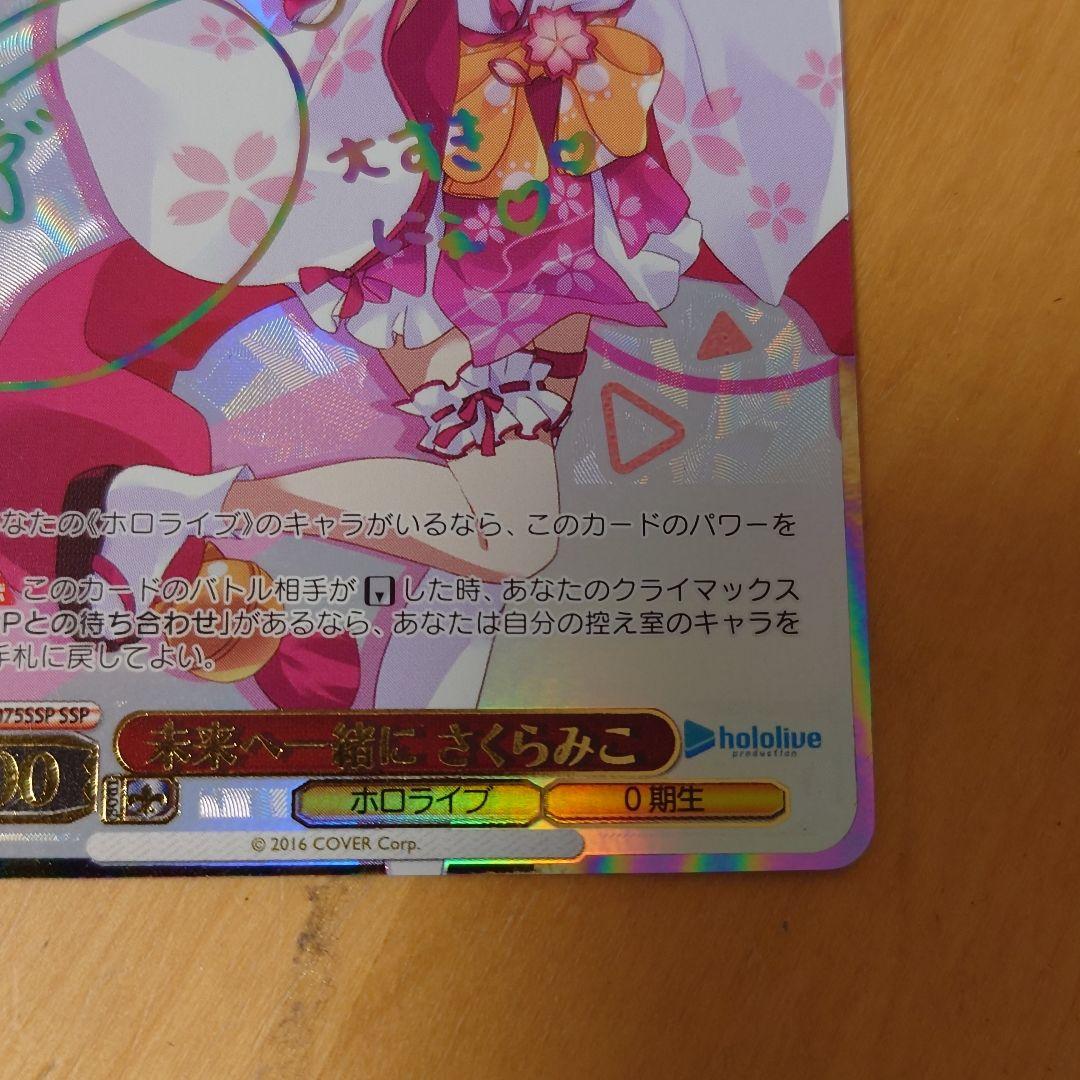 大すき
にぇ
なたの《ホロライブ》のキャラがいるなら、このカードのパワーを
このカードのバトル相手が した時、あなたのクライマックス
Pとの待ち合わせ」があるなら、あなたは自分の控え室のキャラを
手札に戻してよい。
075SSP SSP
00
未来へ一緒に さくらみこ
hololive
production
ホロライブ
0期生
© 2016 COVER Corp.